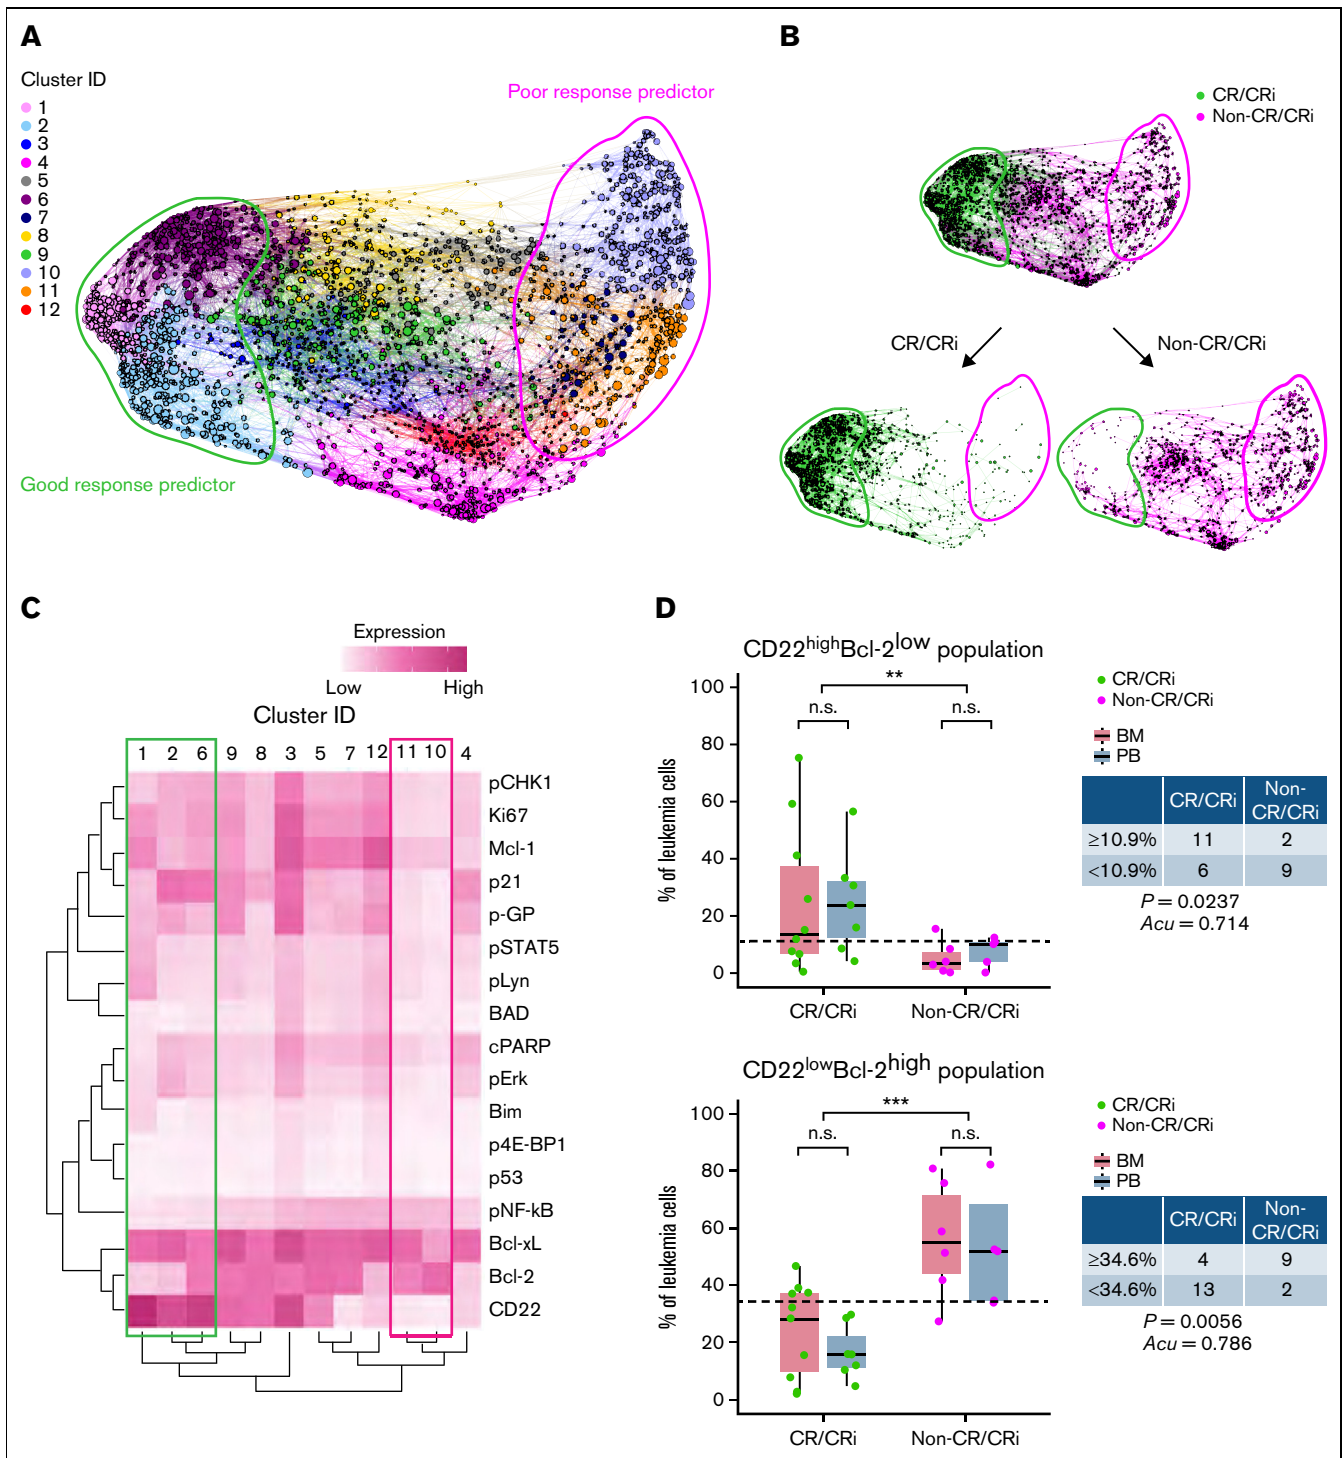 A
Cluster ID
1
2
3
4
5
6
7
8
9
10
11
12
Poor response predictor
Good response predictor
B
CR/CRi
Non-CR/CRi
CR/CRi
Non-CR/CRi
C
Expression
Low High
Cluster ID
1 2 6 9 8 3 5 7 12 11 10 4
pCHK1
Ki67
Mcl-1
p21
p-GP
pSTAT5
pLyn
BAD
cPARP
pErk
Bim
p4E-BP1
p53
pNF-kB
Bcl-xL
Bcl-2
CD22
D
CD22highBcl-2low population
**
n.s. n.s.
% of leukemia cells
100
80
60
40
20
0
CR/CRi Non-CR/CRi
CR/CRi
Non-CR/CRi
BM
PB
CR/CRi Non-CR/CRi
≥10.9% 11 2
<10.9% 6 9
P = 0.0237
Acu = 0.714
CD22lowBcl-2high population
***
n.s. n.s.
% of leukemia cells
100
80
60
40
20
0
CR/CRi Non-CR/CRi
CR/CRi
Non-CR/CRi
BM
PB
CR/CRi Non-CR/CRi
≥34.6% 4 9
<34.6% 13 2
P = 0.0056
Acu = 0.786